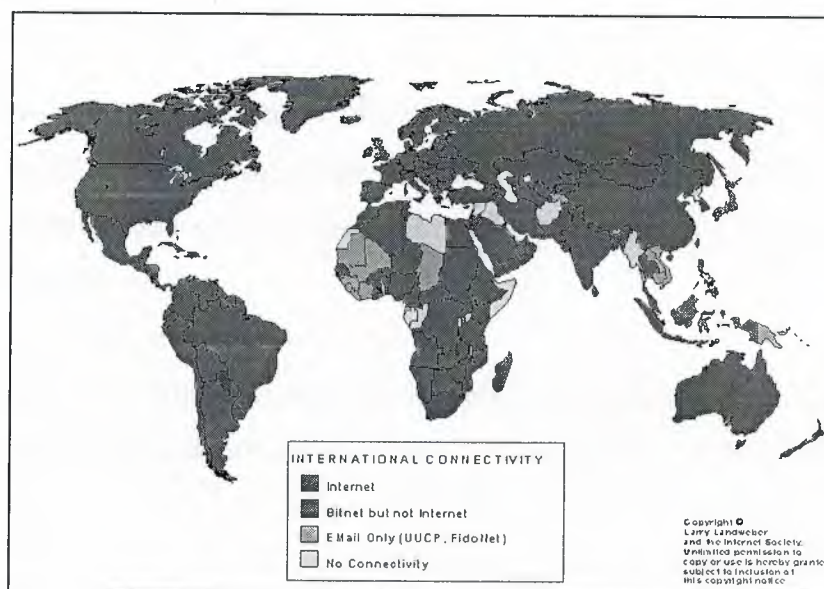 INTERNATIONAL CONNECTIVITY
Internet
Bitnet but not Internet
EMail Only (UUCP, FidoNet)
No Connectivity
Copyright ©
Larry Landweber
and the Internet Society.
Unlimited permission to
copy or use is hereby grante
subject to inclusion of
this copyright notice